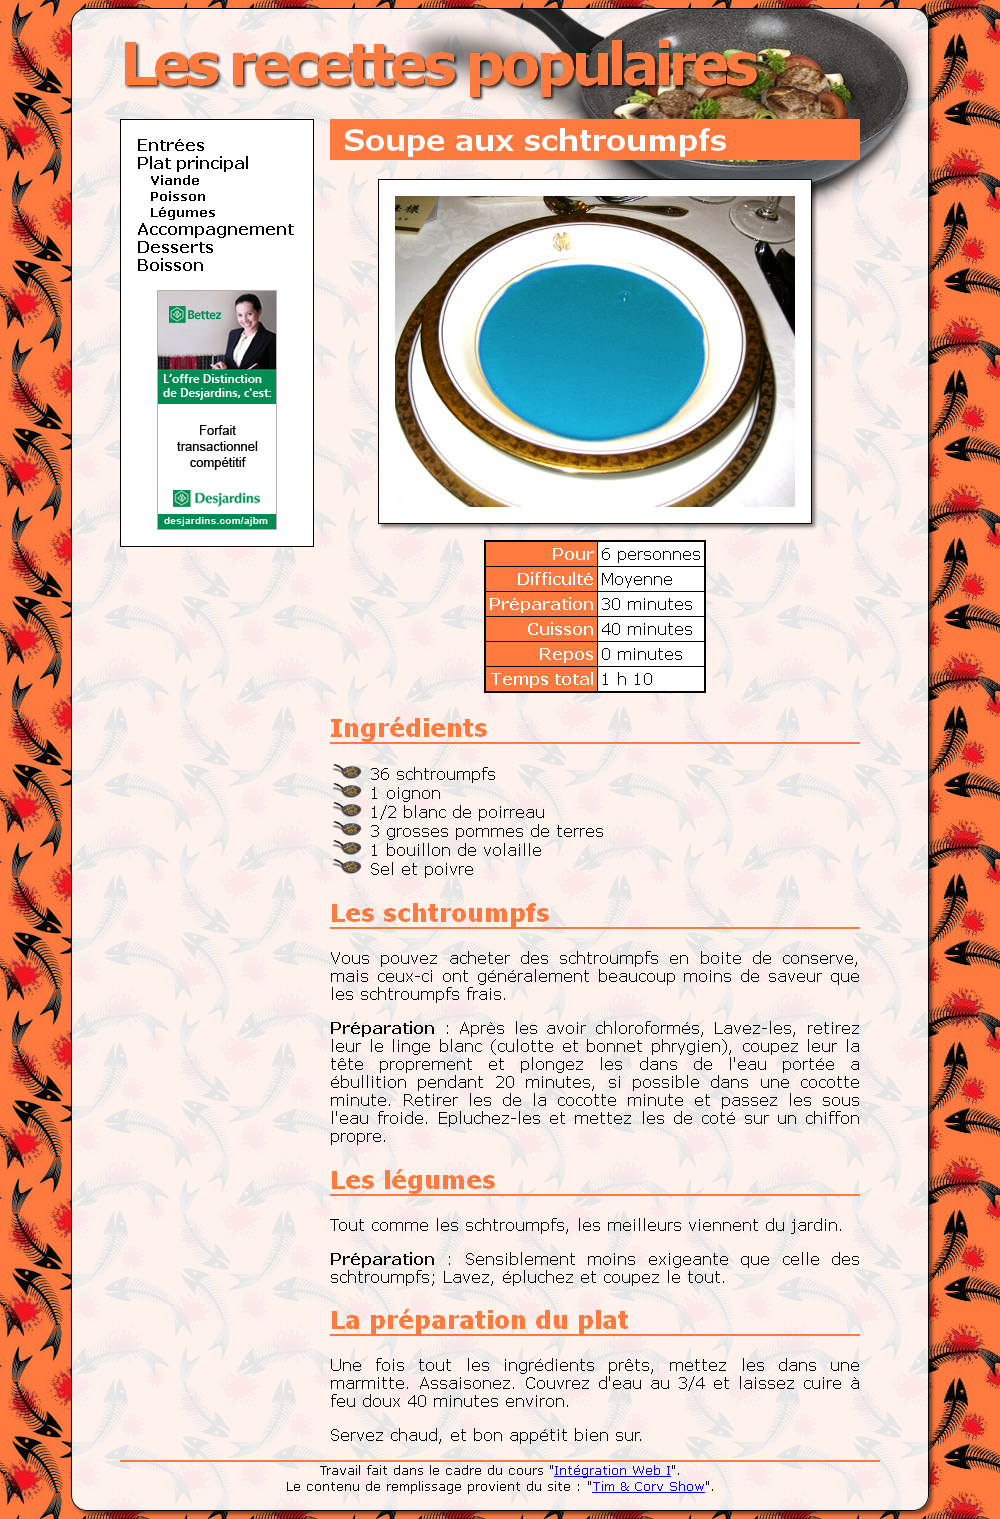 Les recettes populaires
Entrées
Plat principal
Viande
Poisson
Légumes
Accompagnement
Desserts
Boisson
Bettez
L'offre Distinction
de Desjardins, c'est:
Forfait
transactionnel
compétitif
Desjardins
desjardins.com/ajbm
Soupe aux schtroumpfs
Pour 6 personnes
Difficulté Moyenne
Préparation 30 minutes
Cuisson 40 minutes
Repos 0 minutes
Temps total 1 h 10
Ingrédients
36 schtroumpfs
1 oignon
1/2 blanc de poirreau
3 grosses pommes de terres
1 bouillon de volaille
Sel et poivre
Les schtroumpfs
Vous pouvez acheter des schtroumpfs en boite de conserve,
mais ceux-ci ont généralement beaucoup moins de saveur que
les schtroumpfs frais.
Préparation : Après les avoir chloroformés, Lavez-les, retirez
leur le linge blanc (culotte et bonnet phrygien), coupez leur la
tête proprement et plongez les dans de l'eau portée a
ébullition pendant 20 minutes, si possible dans une cocotte
minute. Retirer les de la cocotte minute et passez les sous
l'eau froide. Epluchez-les et mettez les de coté sur un chiffon
propre.
Les légumes
Tout comme les schtroumpfs, les meilleurs viennent du jardin.
Préparation : Sensiblement moins exigeante que celle des
schtroumpfs; Lavez, épluchez et coupez le tout.
La préparation du plat
Une fois tout les ingrédients prêts, mettez les dans une
marmitte. Assaisonez. Couvrez d'eau au 3/4 et laissez cuire à
feu doux 40 minutes environ.
Servez chaud, et bon appétit bien sur.
Travail fait dans le cadre du cours "Intégration Web I".
Le contenu de remplissage provient du site : "Tim & Corv Show".